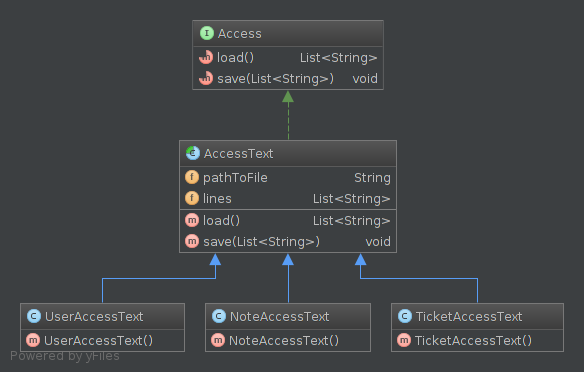 I Access
m load() List<String>
m save(List<String>) void
C AccessText
f pathToFile String
f lines List<String>
m load() List<String>
m save(List<String>) void
C UserAccessText C NoteAccessText C TicketAccessText
m UserAccessText() m NoteAccessText() m TicketAccessText()
Powered by yFiles